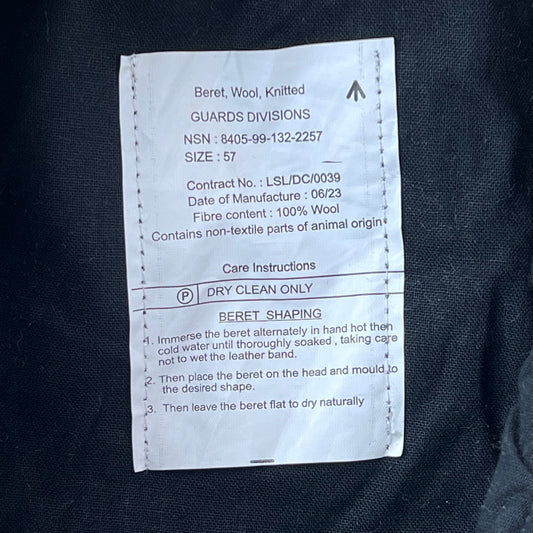 Beret, Wool, Knitted
GUARDS DIVISIONS
NSN : 8405-99-132-2257
SIZE : 57
Contract No. : LSL/DC/0039
Date of Manufacture : 06/23
Fibre content : 100% Wool
Contains non-textile parts of animal origin
Care Instructions
P DRY CLEAN ONLY
BERET SHAPING
1. Immerse the beret alternately in hand hot then
cold water until thoroughly soaked , taking care
not to wet the leather band.
2. Then place the beret on the head and mould to
the desired shape.
3. Then leave the beret flat to dry naturally